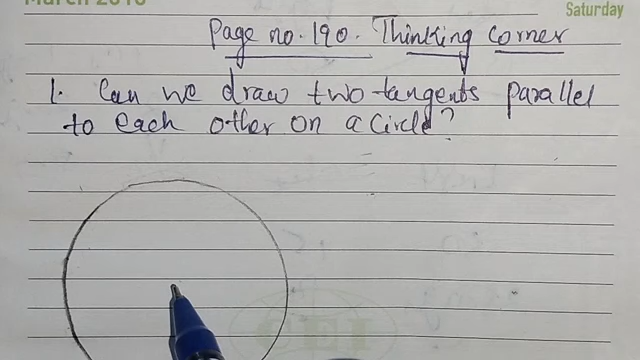 March 2018
Saturday
Page no. 190. Thinking corner
1. Can we draw two tangents parallel
to each other on a circle?